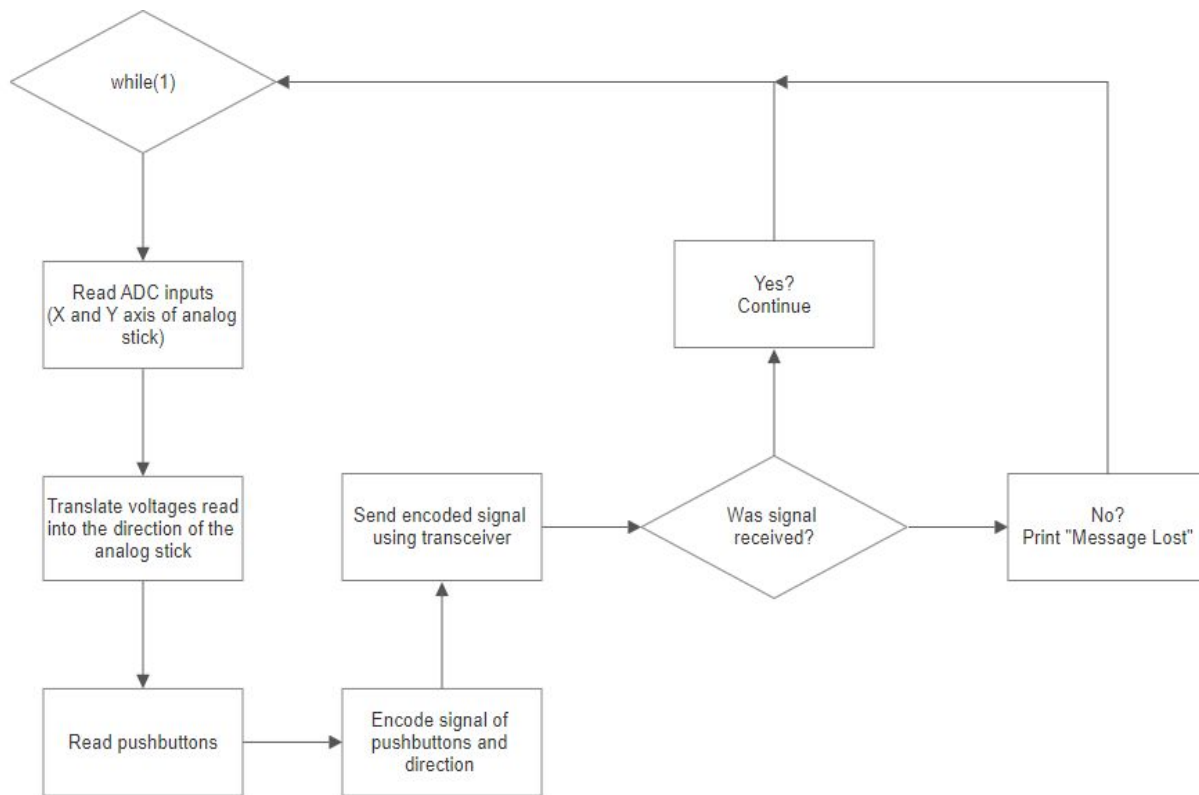 while(1)
Read ADC inputs
(X and Y axis of analog
stick)
Translate voltages read
into the direction of the
analog stick
Read pushbuttons
Encode signal of
pushbuttons and
direction
Send encoded signal
using transceiver
Was signal
received?
Yes?
Continue
No?
Print "Message Lost"